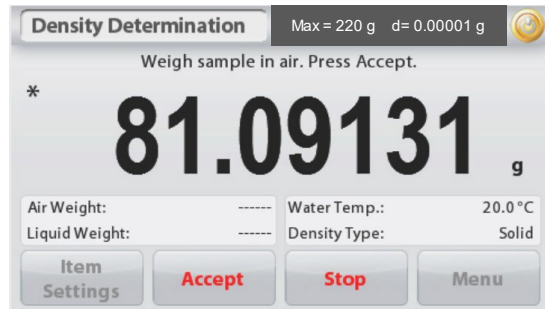 Density Determination Max = 220 g d= 0.00001 g
Weigh sample in air. Press Accept.
*
81.09131 g
Air Weight: ------ Water Temp.: 20.0 °C
Liquid Weight: ------ Density Type: Solid
Item Settings Accept Stop Menu